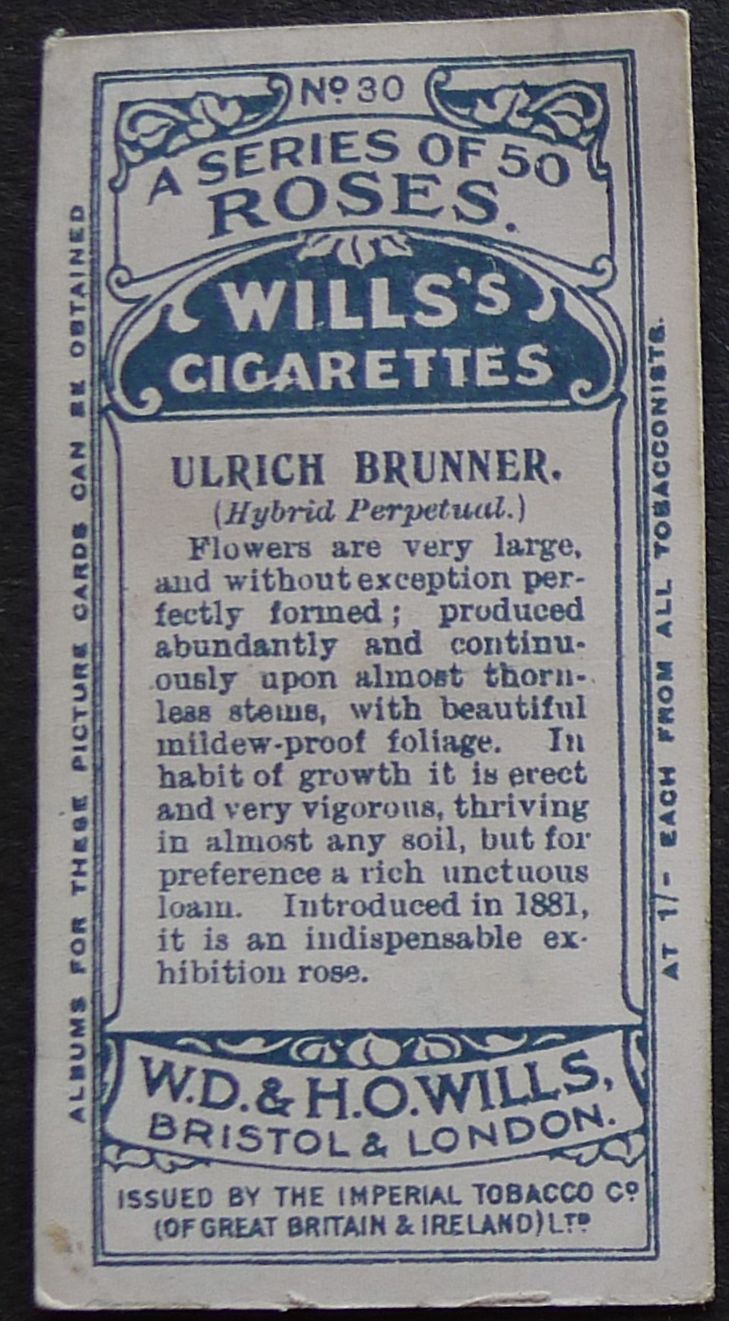 Nº 30
A SERIES OF 50
ROSES.
WILLS'S
CIGARETTES
ULRICH BRUNNER.
(Hybrid Perpetual.)
Flowers are very large,
and without exception per-
fectly formed; produced
abundantly and continu-
ously upon almost thorn-
less stems, with beautiful
mildew-proof foliage. In
habit of growth it is erect
and very vigorous, thriving
in almost any soil, but for
preference a rich unctuous
loam. Introduced in 1881,
it is an indispensable ex-
hibition rose.
W.D. & H.O. WILLS,
BRISTOL & LONDON.
ISSUED BY THE IMPERIAL TOBACCO Cº
(OF GREAT BRITAIN & IRELAND) LTD
ALBUMS FOR THESE PICTURE CARDS CAN BE OBTAINED
AT 1/- EACH FROM ALL TOBACCONISTS.